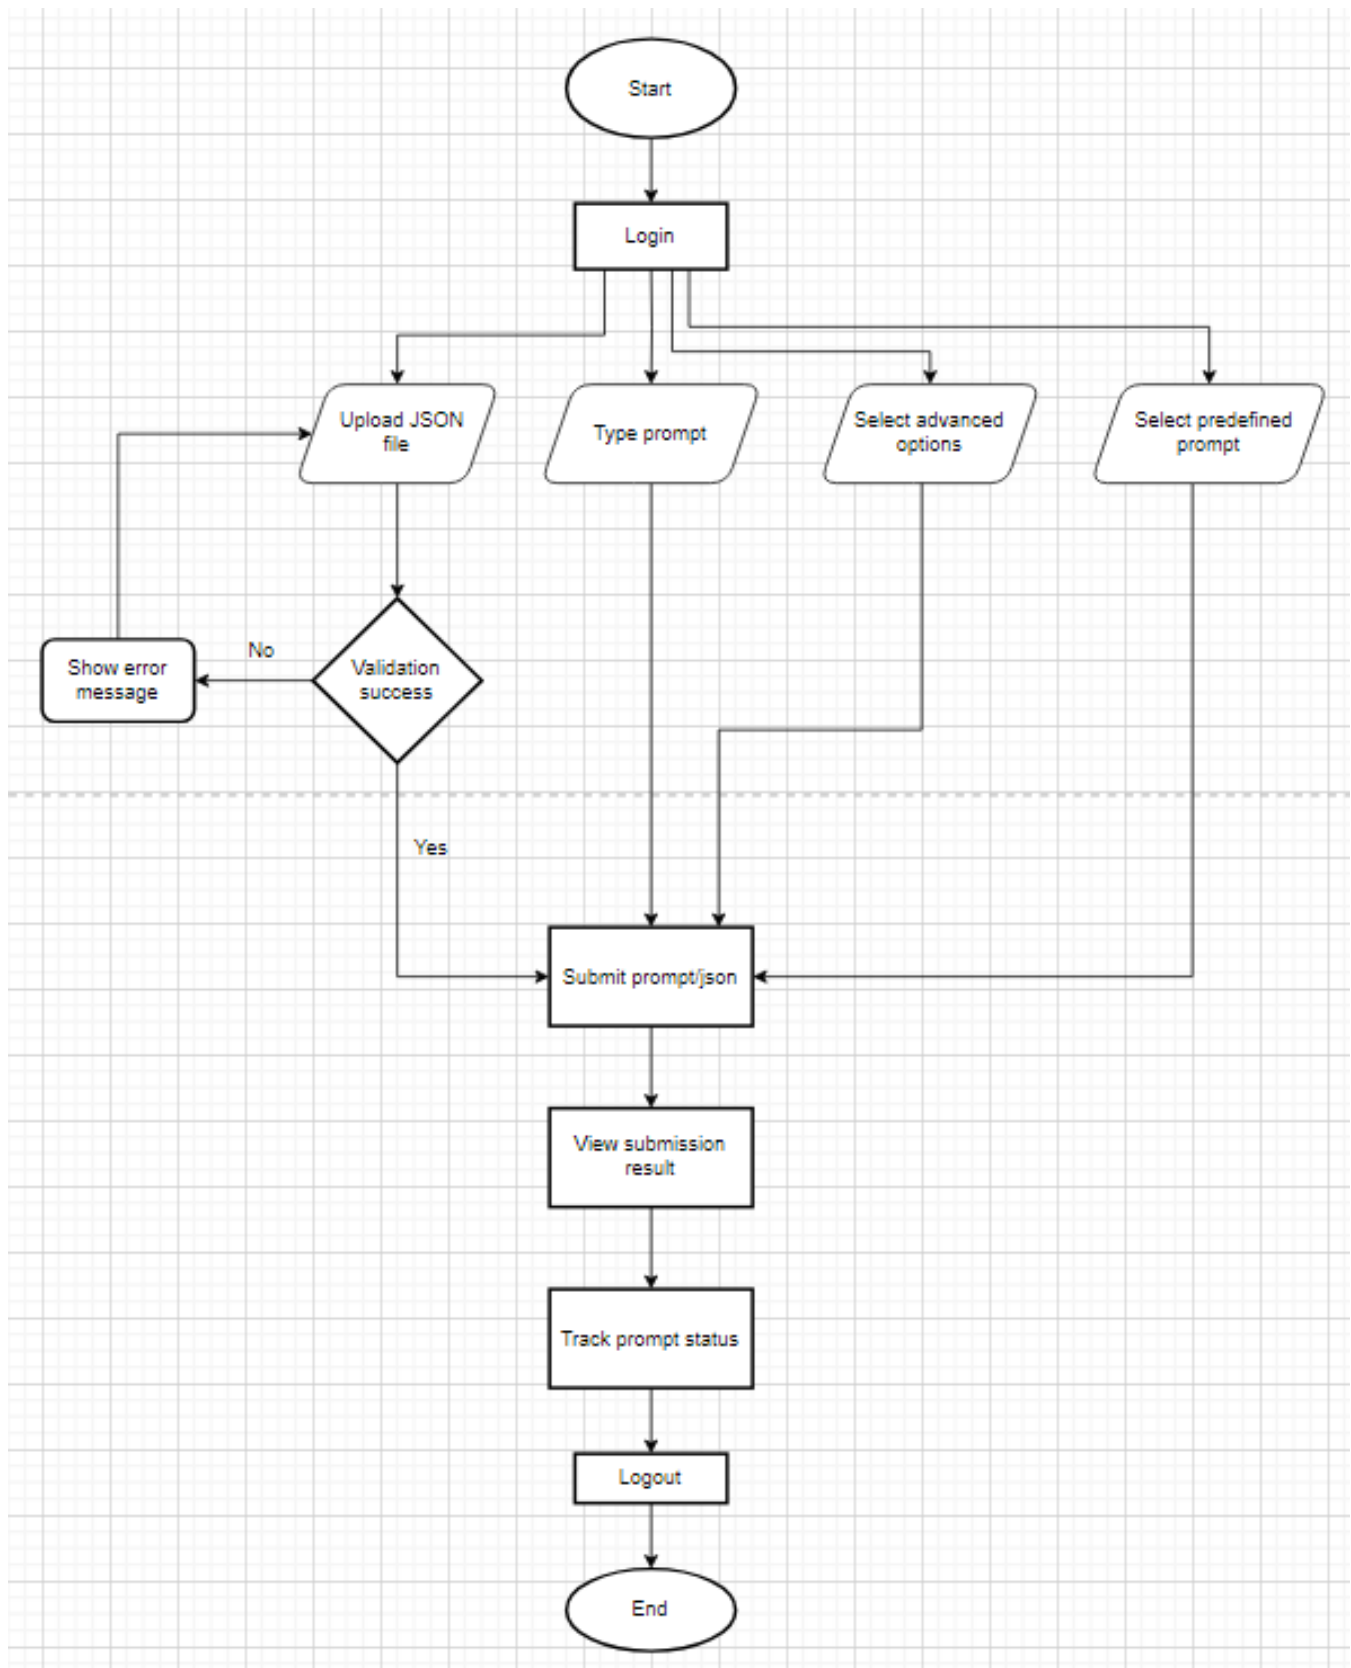 Start
Login
Upload JSON
file
Type prompt
Select advanced
options
Select predefined
prompt
Show error
message
No
Validation
success
Yes
Submit prompt/json
View submission
result
Track prompt status
Logout
End